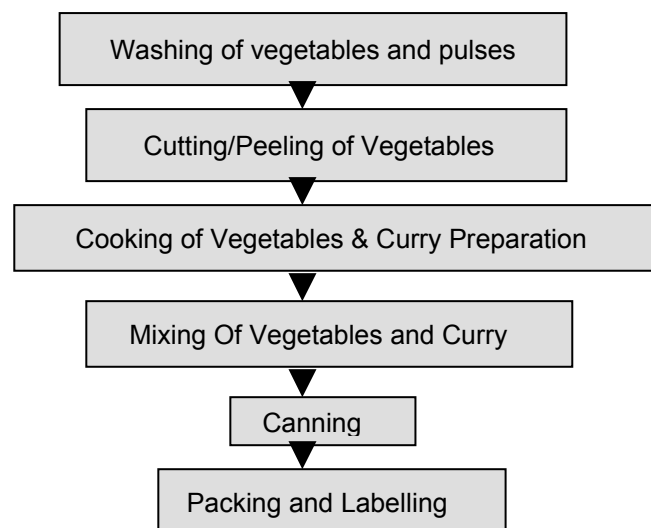 Washing of vegetables and pulses
Cutting/Peeling of Vegetables
Cooking of Vegetables & Curry Preparation
Mixing Of Vegetables and Curry
Canning
Packing and Labelling